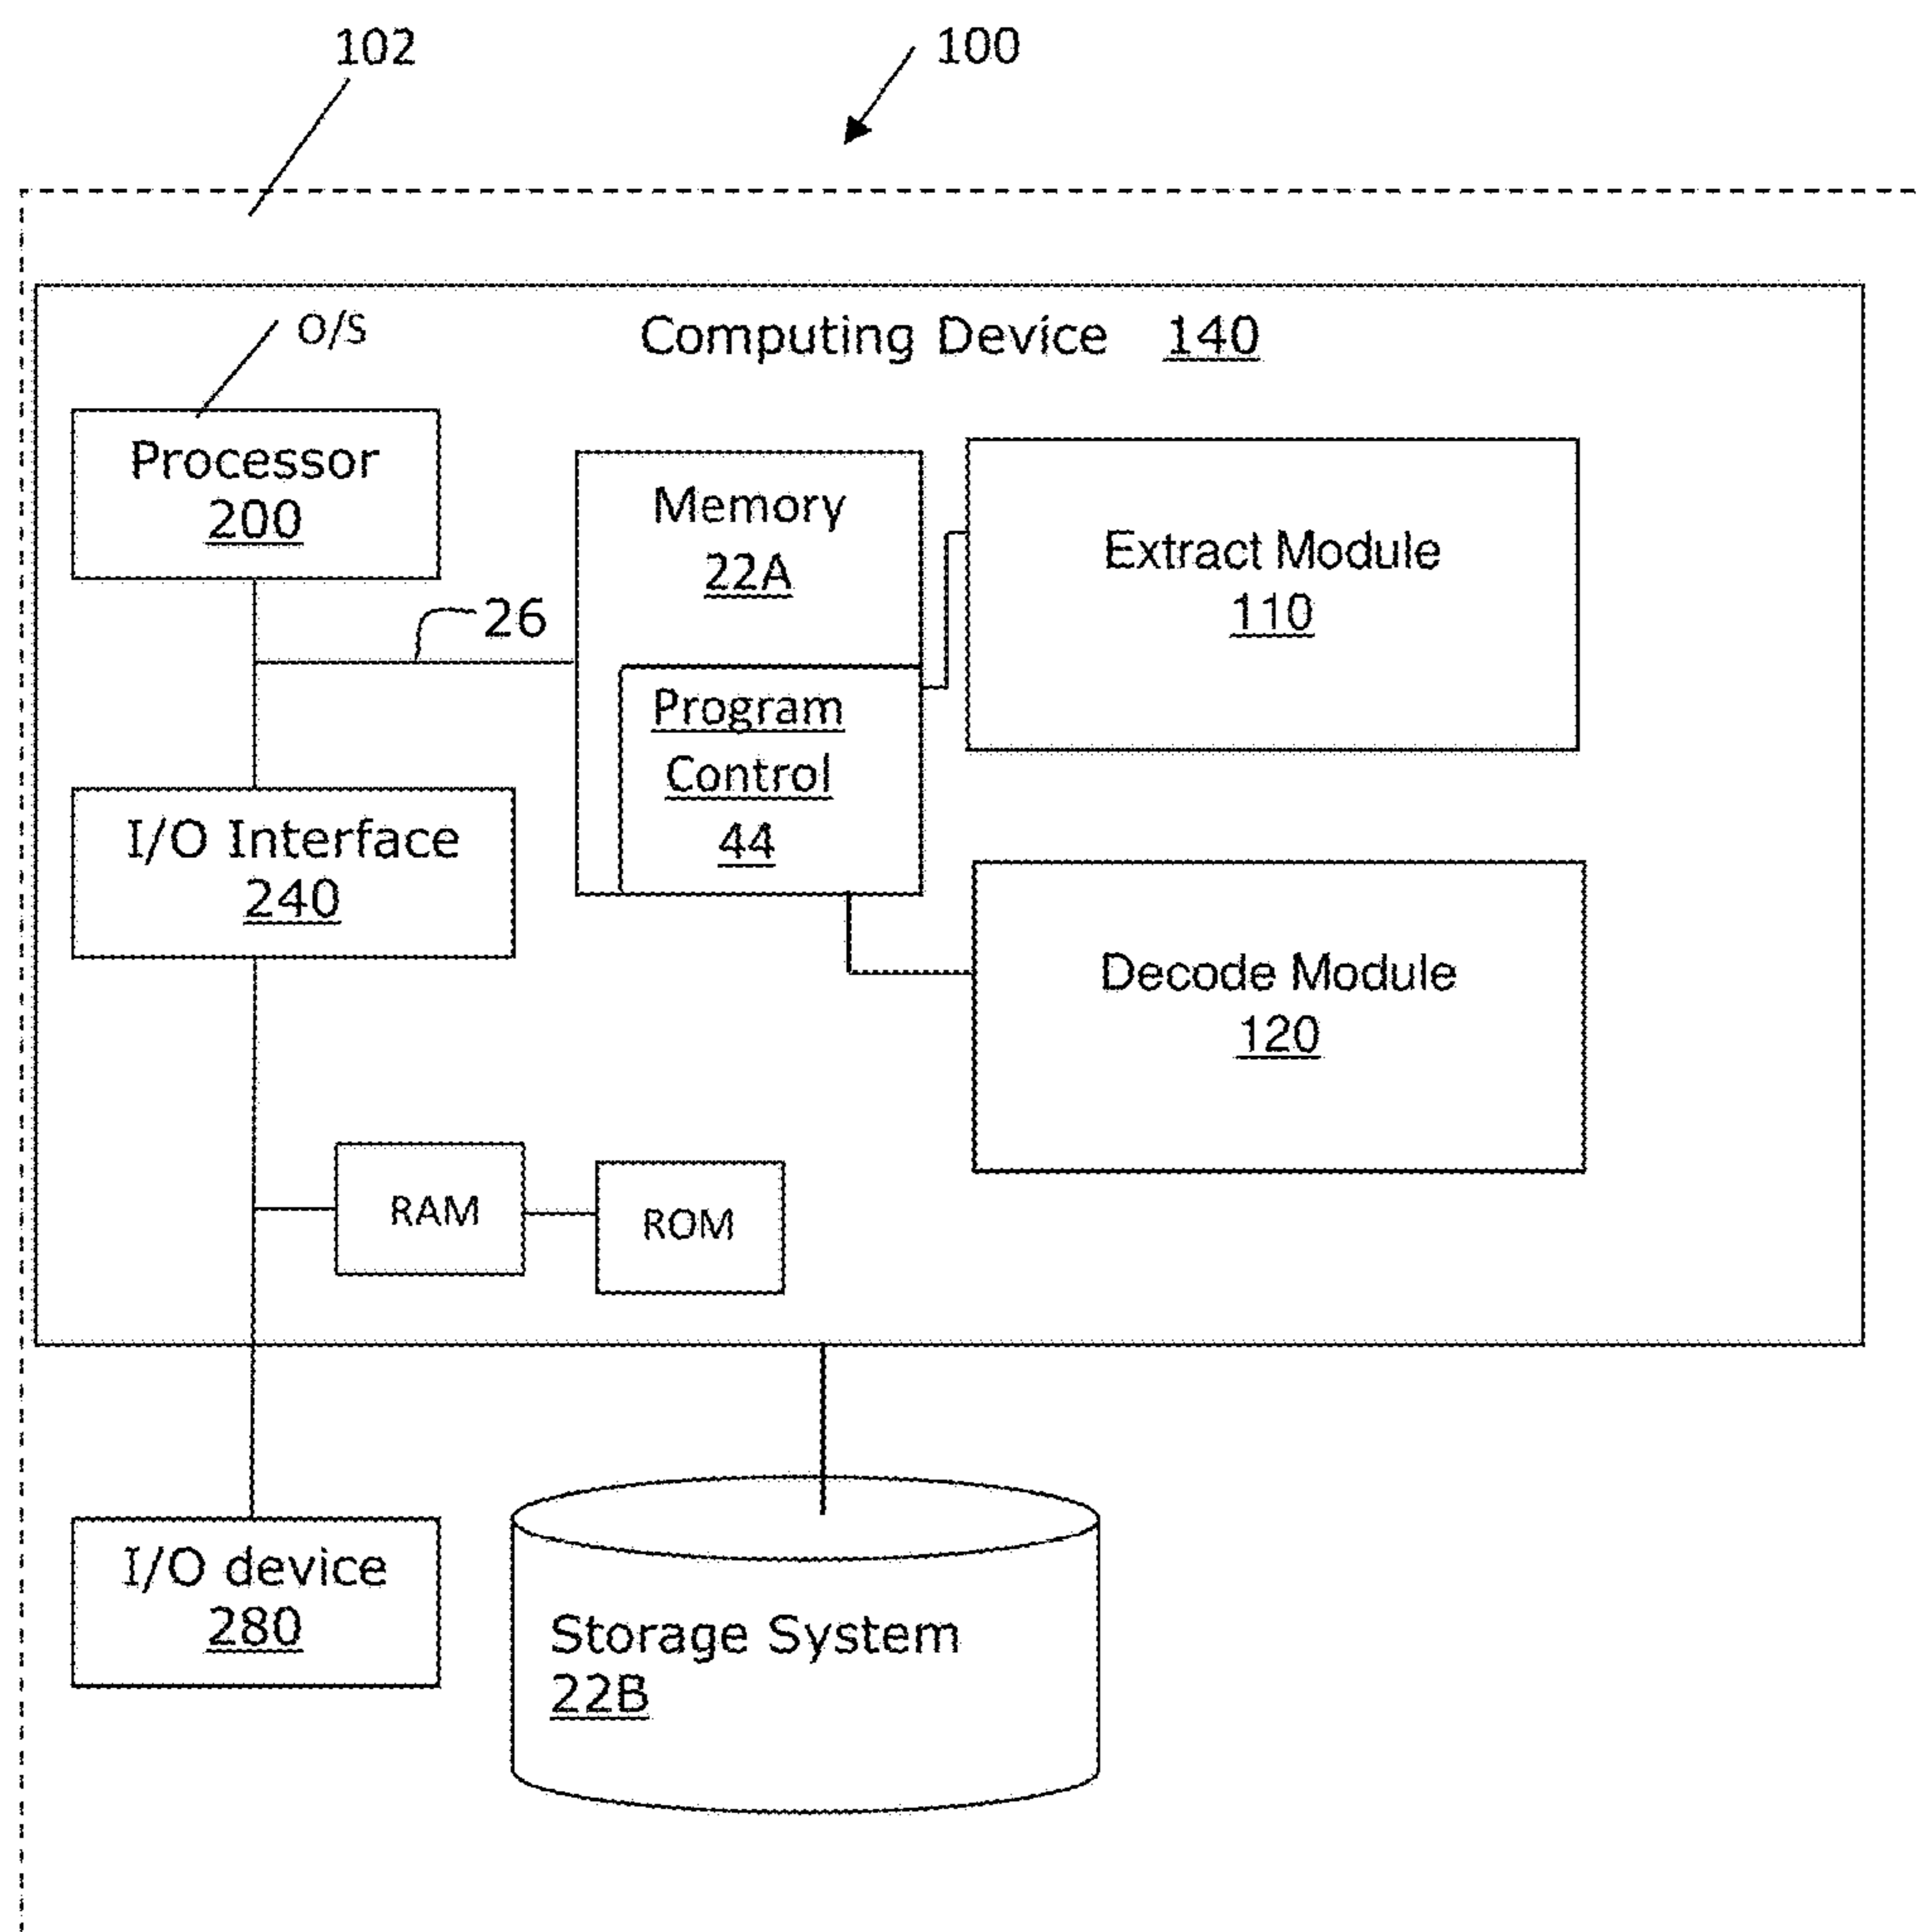 102
100
O/S
Computing Device 140
Processor
200
Memory
22A
Extract Module
110
26
Program
Control
44
I/O Interface
240
Decode Module
120
RAM
ROM
I/O device
280
Storage System
22B